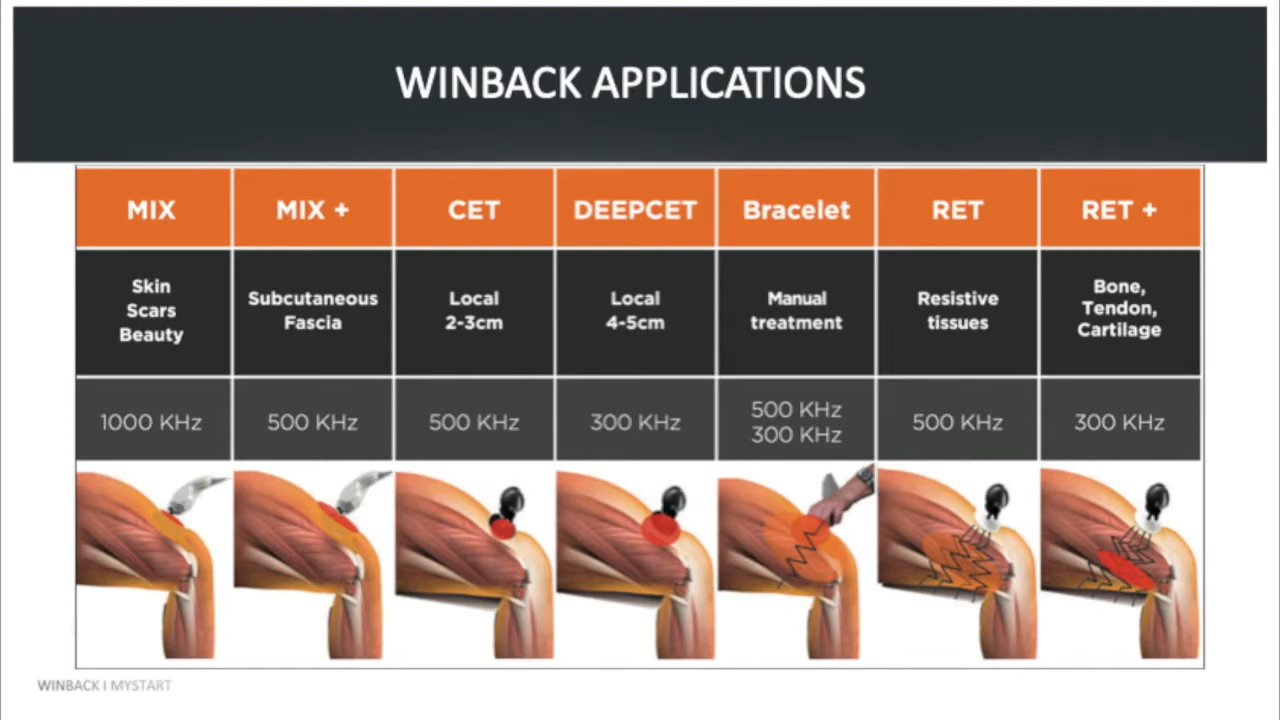 WINBACK APPLICATIONS
MIX
MIX +
CET
DEEPCET
Bracelet
RET
RET +
Skin
Scars
Beauty
Subcutaneous
Fascia
Local
2-3cm
Local
4-5cm
Manual
treatment
Resistive
tissues
Bone,
Tendon,
Cartilage
1000 KHz
500 KHz
500 KHz
300 KHz
500 KHz
300 KHz
500 KHz
300 KHz
WINBACK I MYSTART